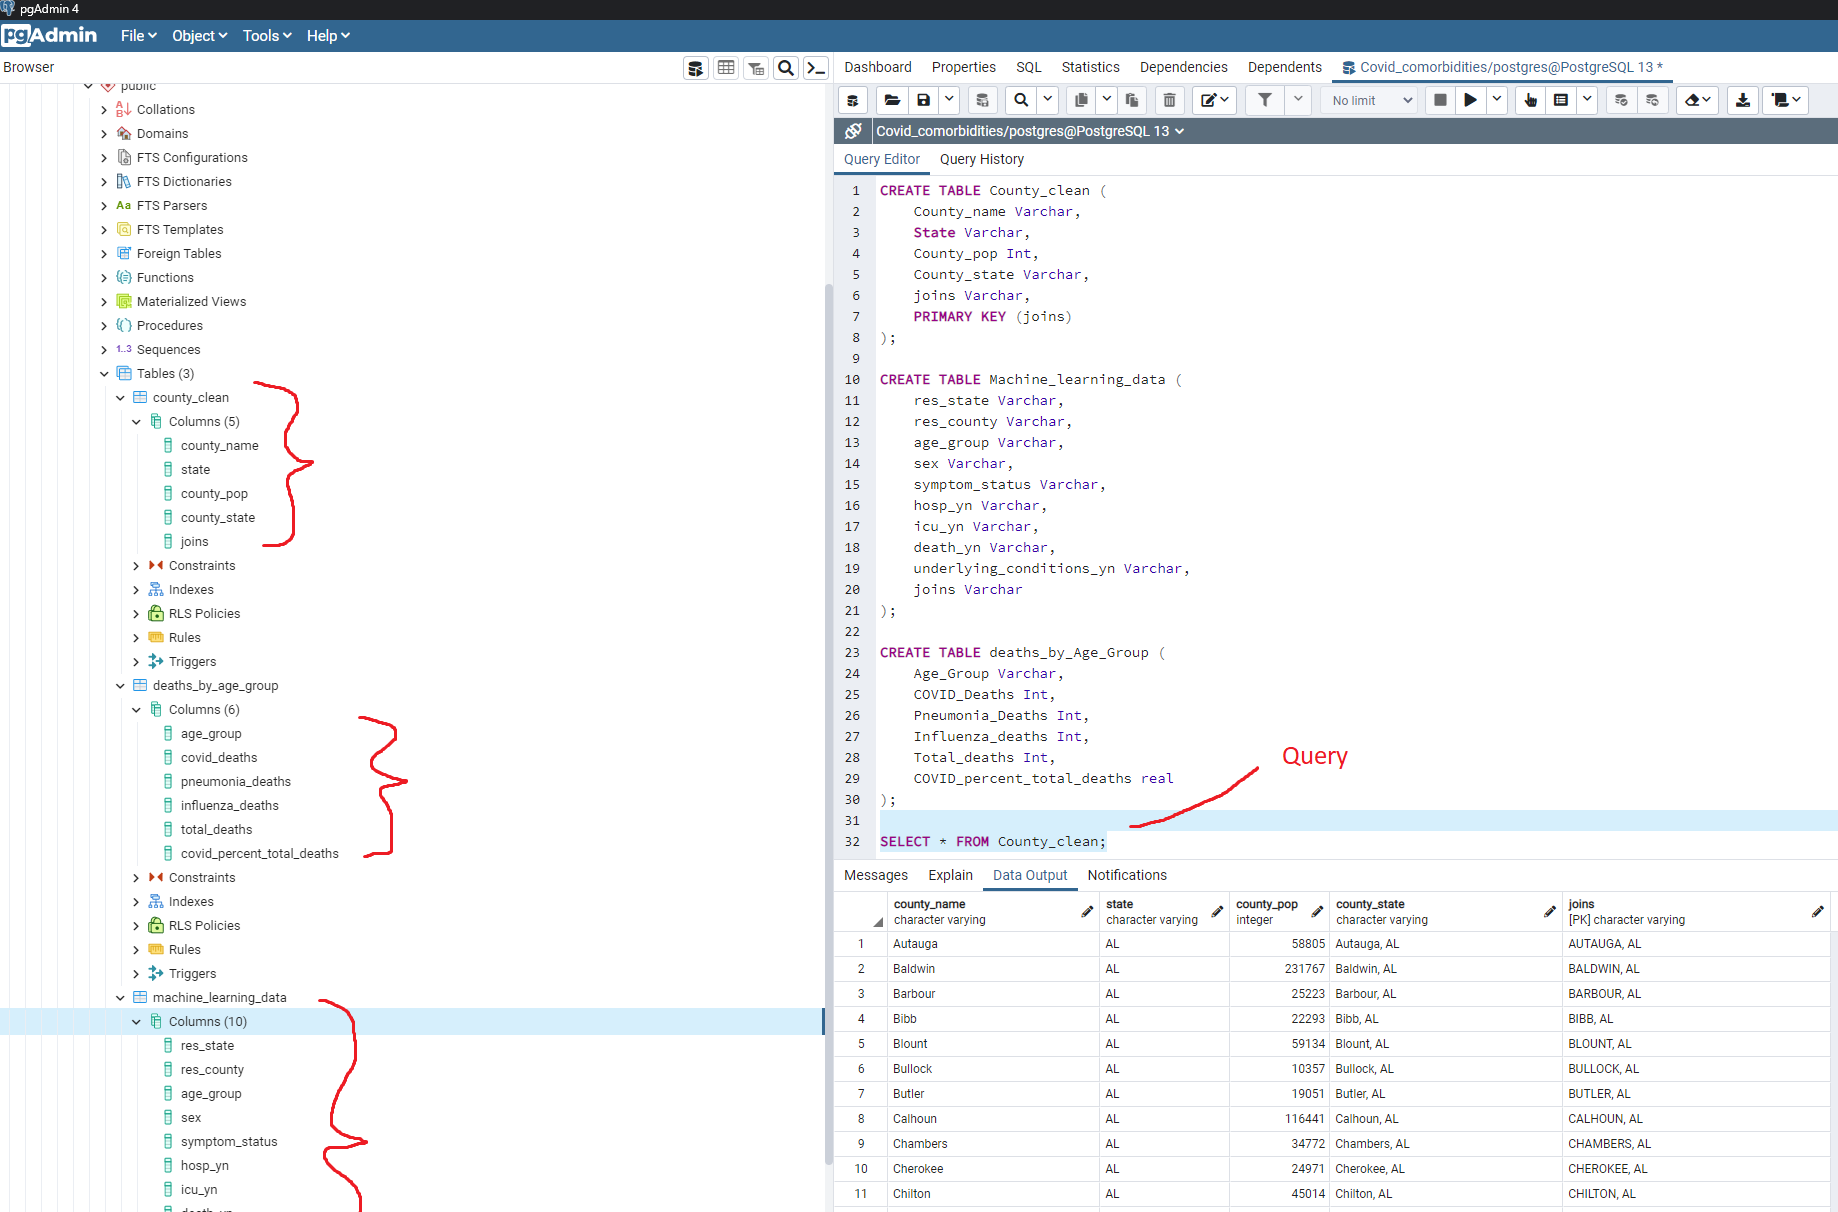 pgAdmin 4
pgAdmin File Object Tools Help
Browser
public
Collations
Domains
FTS Configurations
FTS Dictionaries
Aa FTS Parsers
FTS Templates
Foreign Tables
Functions
Materialized Views
Procedures
1..3 Sequences
Tables (3)
county_clean
Columns (5)
county_name
state
county_pop
county_state
joins
Constraints
Indexes
RLS Policies
Rules
Triggers
deaths_by_age_group
Columns (6)
age_group
covid_deaths
pneumonia_deaths
influenza_deaths
total_deaths
covid_percent_total_deaths
Constraints
Indexes
RLS Policies
Rules
Triggers
machine_learning_data
Columns (10)
res_state
res_county
age_group
sex
symptom_status
hosp_yn
icu_yn
Dashboard Properties SQL Statistics Dependencies Dependents Covid_comorbidities/postgres@PostgreSQL 13 *
No limit
Covid_comorbidities/postgres@PostgreSQL 13
Query Editor Query History
1 CREATE TABLE County_clean (
2 County_name Varchar,
3 State Varchar,
4 County_pop Int,
5 County_state Varchar,
6 joins Varchar,
7 PRIMARY KEY (joins)
8 );
9
10 CREATE TABLE Machine_learning_data (
11 res_state Varchar,
12 res_county Varchar,
13 age_group Varchar,
14 sex Varchar,
15 symptom_status Varchar,
16 hosp_yn Varchar,
17 icu_yn Varchar,
18 death_yn Varchar,
19 underlying_conditions_yn Varchar,
20 joins Varchar
21 );
22
23 CREATE TABLE deaths_by_Age_Group (
24 Age_Group Varchar,
25 COVID_Deaths Int,
26 Pneumonia_Deaths Int,
27 Influenza_deaths Int,
28 Total_deaths Int,
29 COVID_percent_total_deaths real
30 );
31
32 SELECT * FROM County_clean;
Query
Messages Explain Data Output Notifications
county_name state county_pop county_state joins
character varying character varying integer character varying [PK] character varying
1 Autauga AL 58805 Autauga, AL AUTAUGA, AL
2 Baldwin AL 231767 Baldwin, AL BALDWIN, AL
3 Barbour AL 25223 Barbour, AL BARBOUR, AL
4 Bibb AL 22293 Bibb, AL BIBB, AL
5 Blount AL 59134 Blount, AL BLOUNT, AL
6 Bullock AL 10357 Bullock, AL BULLOCK, AL
7 Butler AL 19051 Butler, AL BUTLER, AL
8 Calhoun AL 116441 Calhoun, AL CALHOUN, AL
9 Chambers AL 34772 Chambers, AL CHAMBERS, AL
10 Cherokee AL 24971 Cherokee, AL CHEROKEE, AL
11 Chilton AL 45014 Chilton, AL CHILTON, AL